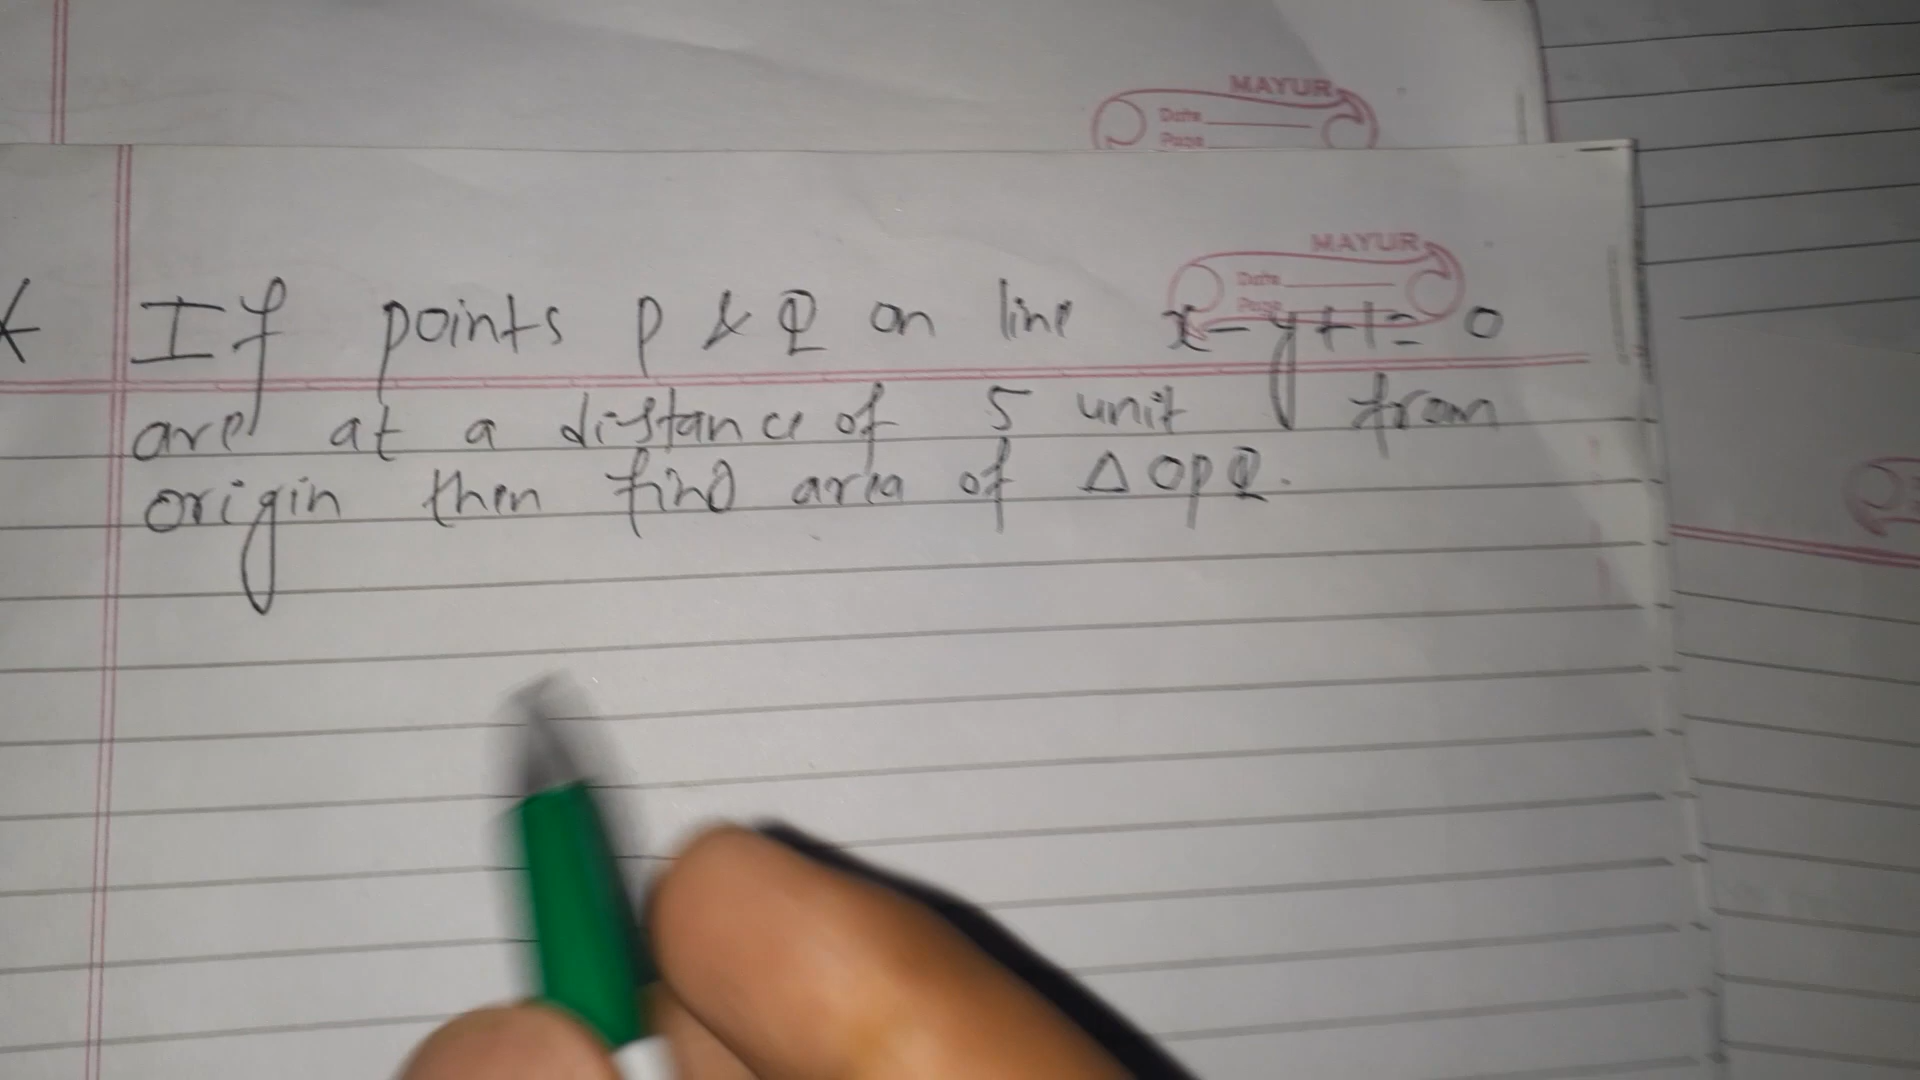 MAYUR
Date
Page
MAYUR
Date
Page
If points P & Q on line x-y+1=0
are at a distance of 5 unit from
origin then find area of Δ OPQ.